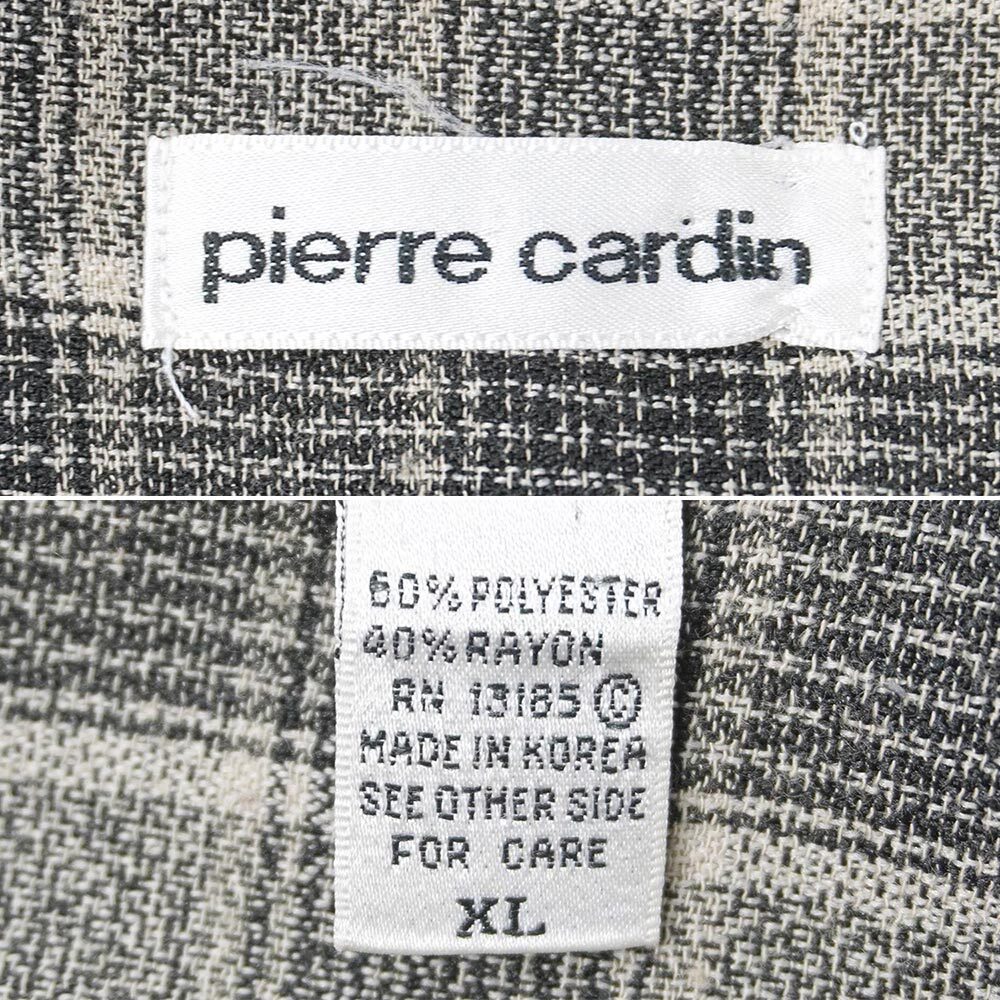 pierre cardin
60% POLYESTER
40% RAYON
RN 13185 ©
MADE IN KOREA
SEE OTHER SIDE
FOR CARE
XL